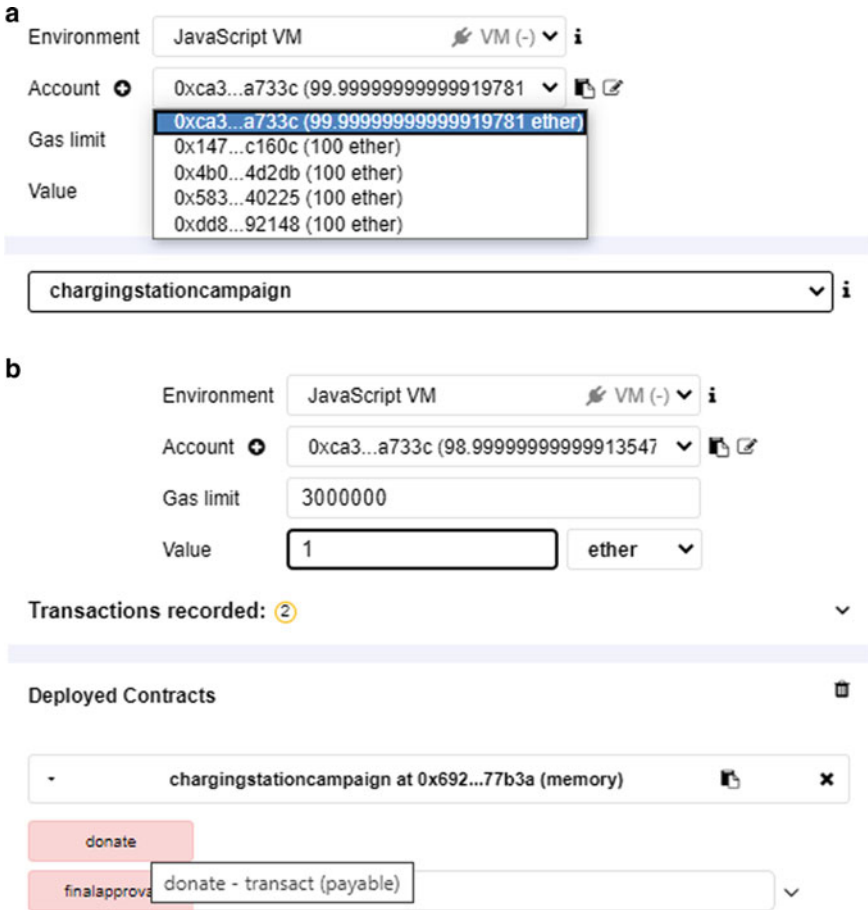 a
Environment JavaScript VM VM (-) i
Account 0xca3...a733c (99.99999999999919781
0xca3...a733c (99.99999999999919781 ether)
Gas limit
0x147...c160c (100 ether)
0x4b0...4d2db (100 ether)
Value
0x583...40225 (100 ether)
0xdd8...92148 (100 ether)
chargingstationcampaign i
b
Environment JavaScript VM VM (-) i
Account 0xca3...a733c (98.99999999999913547
Gas limit 3000000
Value 1 ether
Transactions recorded: 2
Deployed Contracts
chargingstationcampaign at 0x692...77b3a (memory)
donate
finalapprova donate - transact (payable)